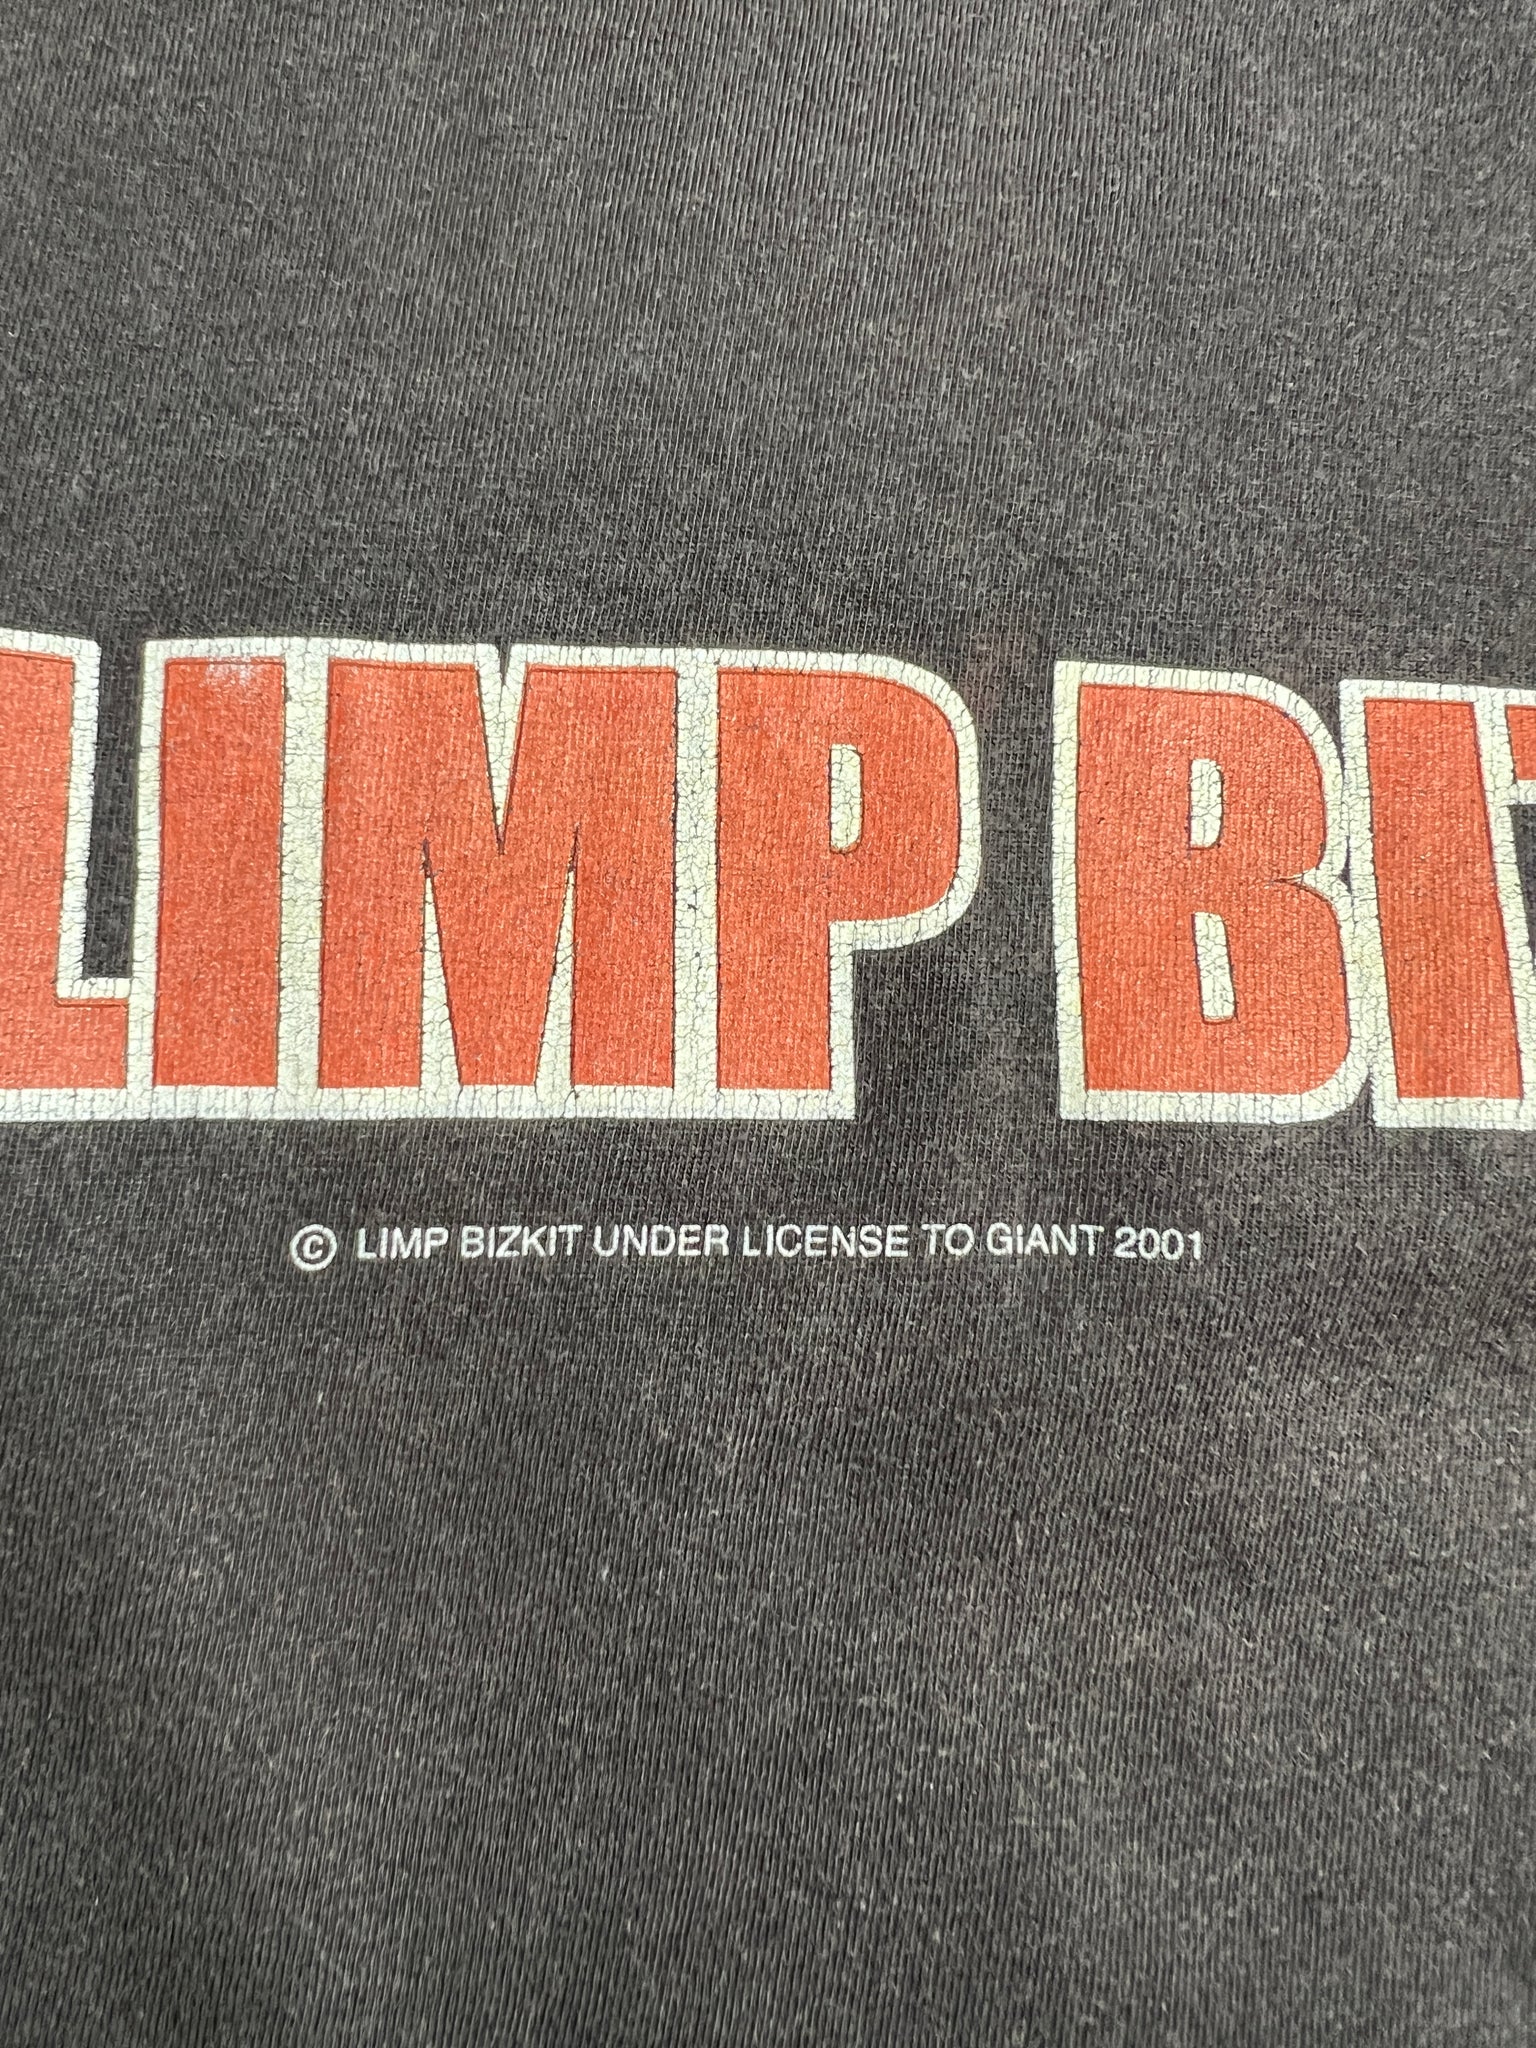 LIMP BI
© LIMP BIZKIT UNDER LICENSE TO GIANT 2001